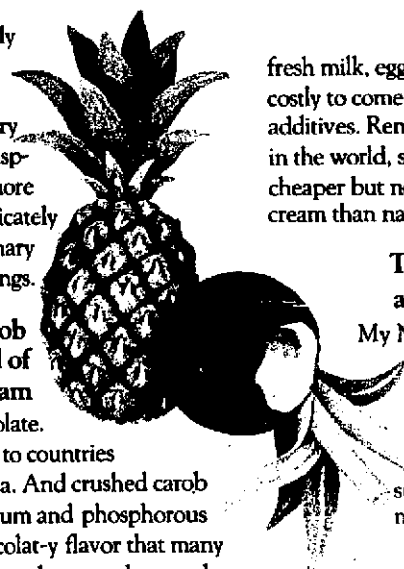 ly
ry
sp-
ore
icately
nary
ngs.
ob
l of
am
olate.
to countries
a. And crushed carob
um and phosphorous
colat-y flavor that many
fresh milk, egg
costly to come
additives. Rem
in the world, s
cheaper but n
cream than na
T
a
My N